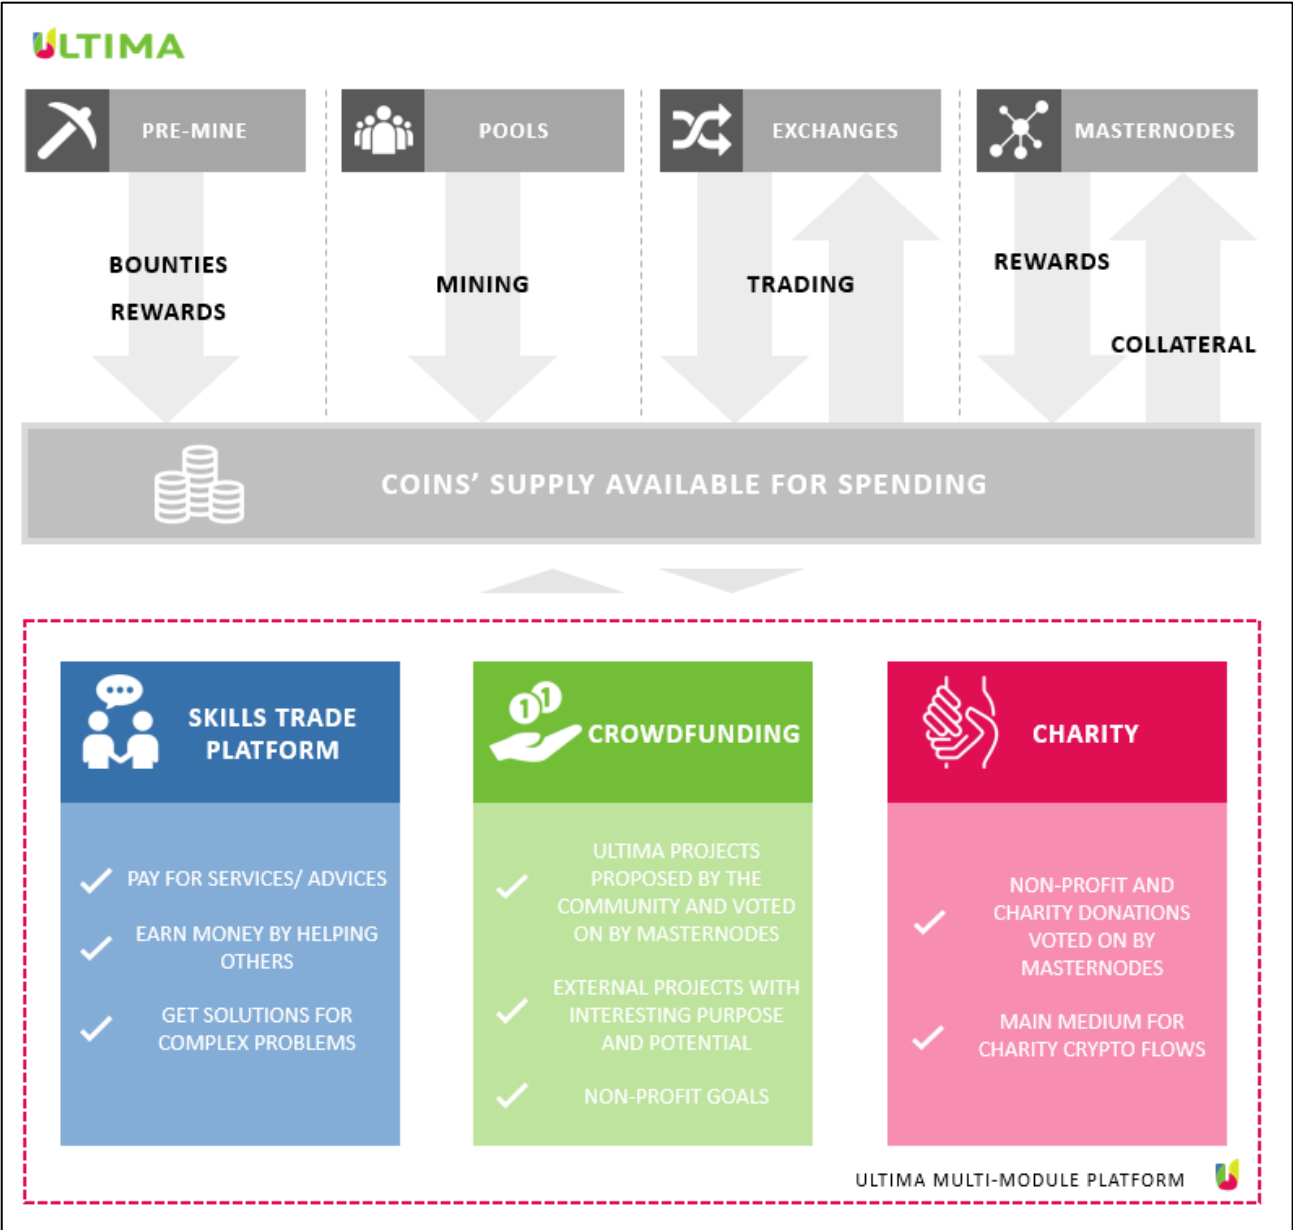 ULTIMA
PRE-MINE
POOLS
EXCHANGES
MASTERNODES
BOUNTIES
REWARDS
MINING
TRADING
REWARDS
COLLATERAL
COINS’ SUPPLY AVAILABLE FOR SPENDING
SKILLS TRADE
PLATFORM
PAY FOR SERVICES/ ADVICES
EARN MONEY BY HELPING
OTHERS
GET SOLUTIONS FOR
COMPLEX PROBLEMS
1
1
CROWDFUNDING
ULTIMA PROJECTS
PROPOSED BY THE
COMMUNITY AND VOTED
ON BY MASTERNODES
EXTERNAL PROJECTS WITH
INTERESTING PURPOSE
AND POTENTIAL
NON-PROFIT GOALS
CHARITY
NON-PROFIT AND
CHARITY DONATIONS
VOTED ON BY
MASTERNODES
MAIN MEDIUM FOR
CHARITY CRYPTO FLOWS
ULTIMA MULTI-MODULE PLATFORM